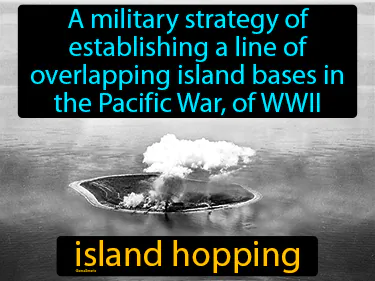 A military strategy of
establishing a line of
overlapping island bases in
the Pacific War, of WWII
island hopping